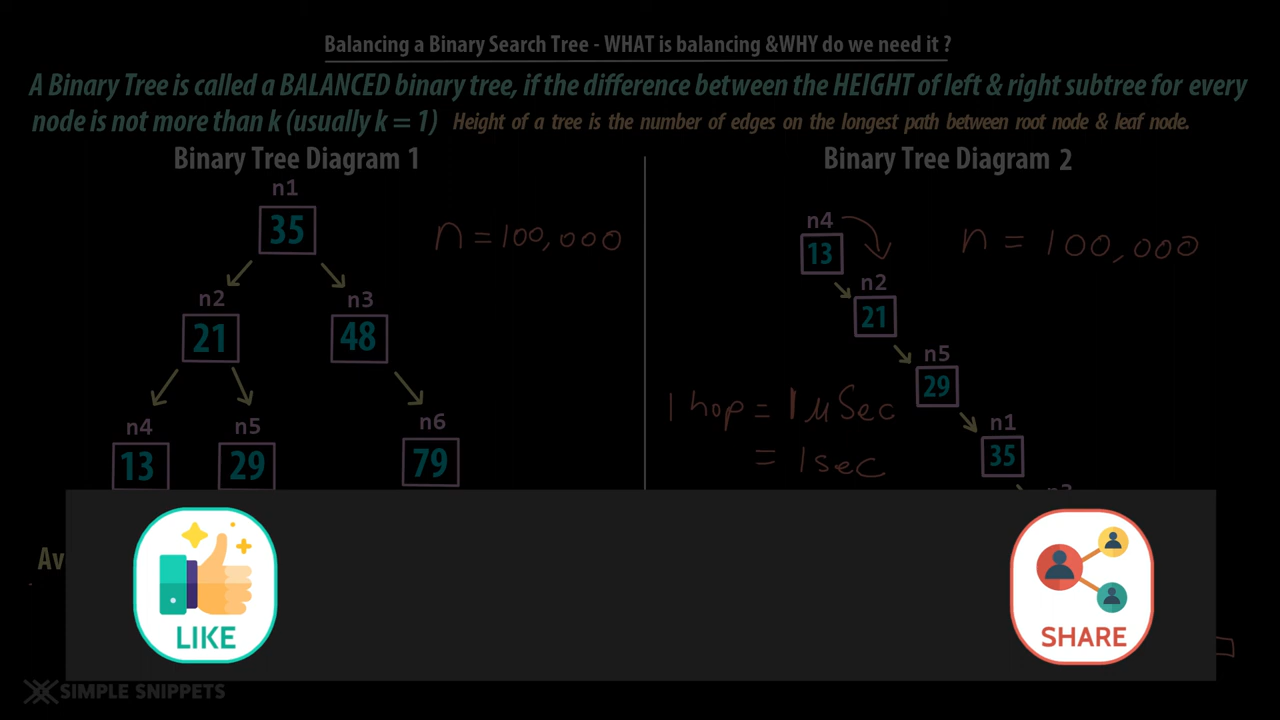 Balancing a Binary Search Tree - WHAT is balancing &WHY do we need it ?
A Binary Tree is called a BALANCED binary tree, if the difference between the HEIGHT of left & right subtree for every
node is not more than k (usually k = 1) Height of a tree is the number of edges on the longest path between root node & leaf node.
Binary Tree Diagram 1
n1
35
n = 100,000
n2
21
n3
48
n4
13
n5
29
n6
79
Binary Tree Diagram 2
n4
13
n = 100,000
n2
21
n5
29
1 hop = 1 μSec
= 1sec
n1
35
Av
LIKE
SHARE
SIMPLE SNIPPETS